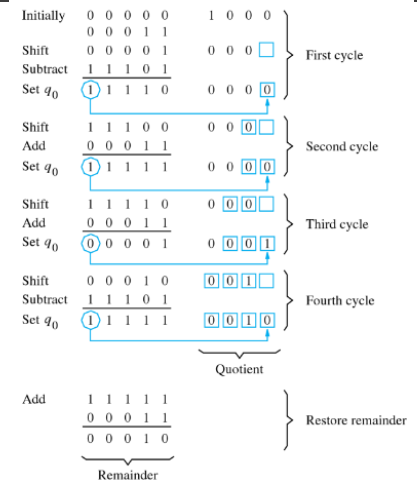 Initially 0 0 0 0 0 1 0 0 0
0 0 0 1 1
Shift 0 0 0 0 1 0 0 0
First cycle
Subtract 1 1 1 0 1
Set q0 1 1 1 1 0 0 0 0 0
Shift 1 1 1 0 0 0 0 0
Add 0 0 0 1 1 Second cycle
Set q0 1 1 1 1 1 0 0 0 0
Shift 1 1 1 1 0 0 0 0
Add 0 0 0 1 1 Third cycle
Set q0 0 0 0 0 1 0 0 0 1
Shift 0 0 0 1 0 0 0 1
Subtract 1 1 1 0 1 Fourth cycle
Set q0 1 1 1 1 1 0 0 1 0
Quotient
Add 1 1 1 1 1
0 0 0 1 1 Restore remainder
0 0 0 1 0
Remainder